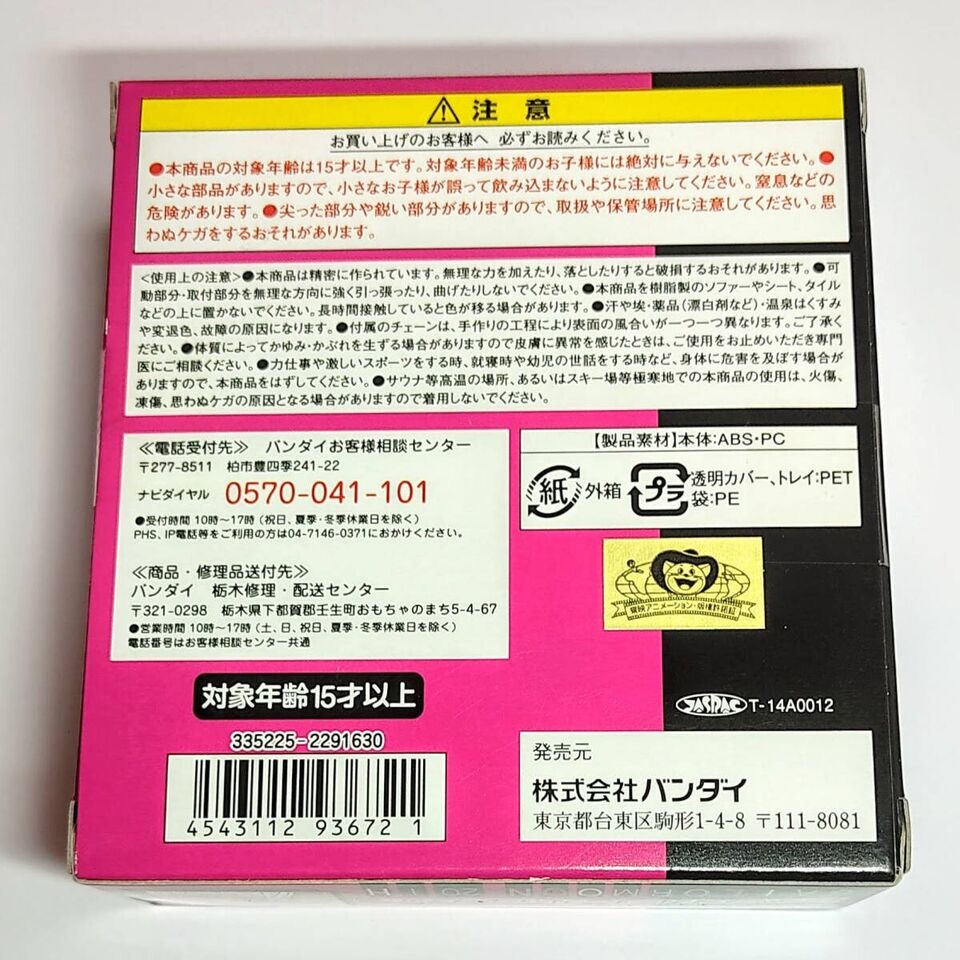 注意
お買い上げのお客様へ 必ずお読みください。
●本商品の対象年齢は15才以上です。対象年齢未満のお子様には絶対に与えないでください。●
小さな部品がありますので、小さなお子様が誤って飲み込まないように注意してください。窒息などの
危険があります。●尖った部分や鋭い部分がありますので、取扱や保管場所に注意してください。思
わぬケガをするおそれがあります。
<使用上の注意>●本商品は精密に作られています。無理な力を加えたり、落としたりすると破損するおそれがあります。●可
動部分・取付部分を無理な方向に強く引っ張ったり、曲げたりしないでください。●本商品を樹脂製のソファーやシート、タイル
などの上に置かないでください。長時間接触していると色が移る場合があります。●汗や埃・薬品(漂白剤など)・温泉はくすみ
や変退色、故障の原因になります。●付属のチェーンは、手作りの工程により表面の風合いが一つ一つ異なります。ご了承く
ださい。●体質によってかゆみ・かぶれを生ずる場合がありますので皮膚に異常を感じたときは、ご使用をお止めいただき専門
医にご相談ください。●力仕事や激しいスポーツをする時、就寝時や幼児の世話をする時など、身体に危害を及ぼす場合が
ありますので、本商品をはずしてください。●サウナ等高温の場所、あるいはスキー場等極寒地での本商品の使用は、火傷、
凍傷、思わぬケガの原因となる場合がありますので着用しないでください。
≪電話受付先≫ バンダイお客様相談センター
〒277-8511 柏市豊四季241-22
ナビダイヤル 0570-041-101
●受付時間 10時〜17時(祝日、夏季・冬季休業日を除く)
PHS、IP電話等をご利用の方は04-7146-0371におかけください。
≪商品・修理品送付先≫
バンダイ 栃木修理・配送センター
〒321-0298 栃木県下都賀郡壬生町おもちゃのまち5-4-67
●営業時間 10時〜17時(土、日、祝日、夏季・冬季休業日を除く)
電話番号はお客様相談センター共通
【製品素材】本体:ABS・PC
紙 外箱 プラ 透明カバー、トレイ:PET
袋:PE
東映アニメーション・版権許諾証
対象年齢15才以上
335225-2291630
4543112 936721
JASPAC T-14A0012
発売元
株式会社バンダイ
東京都台東区駒形1-4-8 〒111-8081